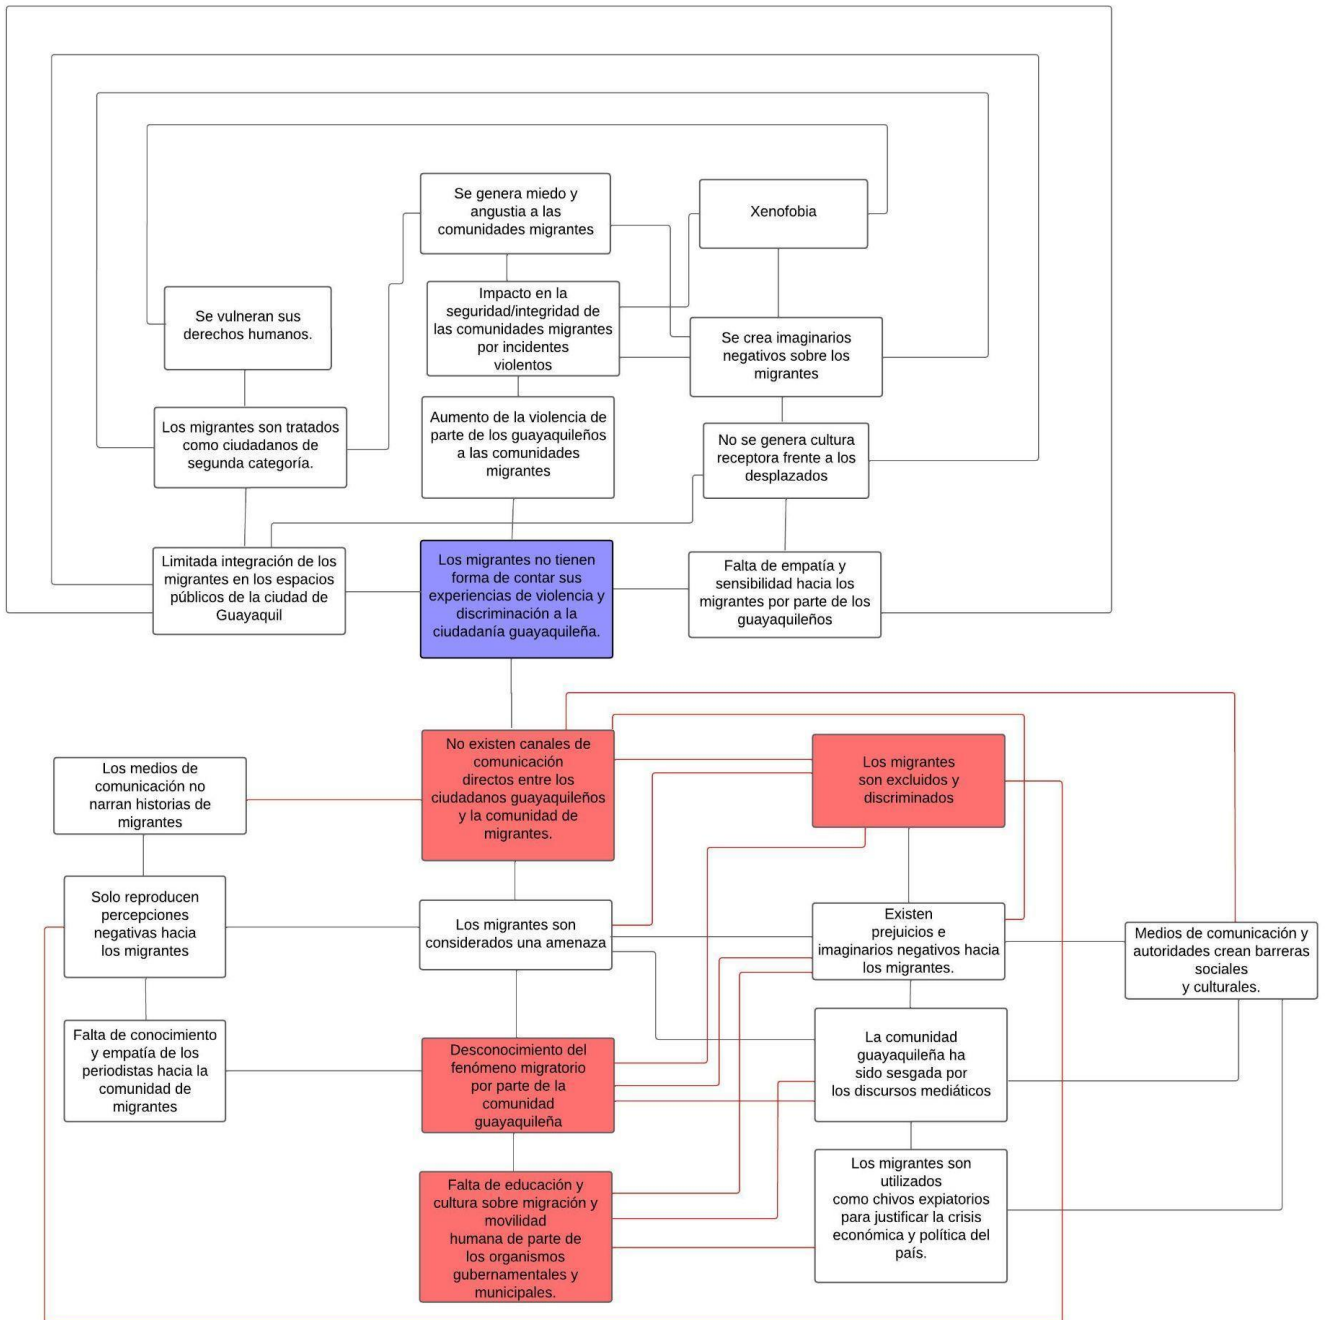 Se genera miedo y
angustia a las
comunidades migrantes
Xenofobia
Se vulneran sus
derechos humanos.
Impacto en la
seguridad/integridad de
las comunidades migrantes
por incidentes
violentos
Se crea imaginarios
negativos sobre los
migrantes
Los migrantes son tratados
como ciudadanos de
segunda categoría.
Aumento de la violencia de
parte de los guayaquileños
a las comunidades
migrantes
No se genera cultura
receptora frente a los
desplazados
Limitada integración de los
migrantes en los espacios
públicos de la ciudad de
Guayaquil
Los migrantes no tienen
forma de contar sus
experiencias de violencia y
discriminación a la
ciudadanía guayaquileña.
Falta de empatía y
sensibilidad hacia los
migrantes por parte de los
guayaquileños
Los medios de
comunicación no
narran historias de
migrantes
No existen canales de
comunicación
directos entre los
ciudadanos guayaquileños
y la comunidad de
migrantes.
Los migrantes
son excluidos y
discriminados
Solo reproducen
percepciones
negativas hacia
los migrantes
Los migrantes son
considerados una amenaza
Existen
prejuicios e
imaginarios negativos hacia
los migrantes.
Medios de comunicación y
autoridades crean barreras
sociales
y culturales.
Falta de conocimiento
y empatía de los
periodistas hacia la
comunidad de
migrantes
Desconocimiento del
fenómeno migratorio
por parte de la
comunidad
guayaquileña
La comunidad
guayaquileña ha
sido sesgada por
los discursos mediáticos
Falta de educación y
cultura sobre migración y
movilidad
humana de parte de
los organismos
gubernamentales y
municipales.
Los migrantes son
utilizados
como chivos expiatorios
para justificar la crisis
económica y política del
país.